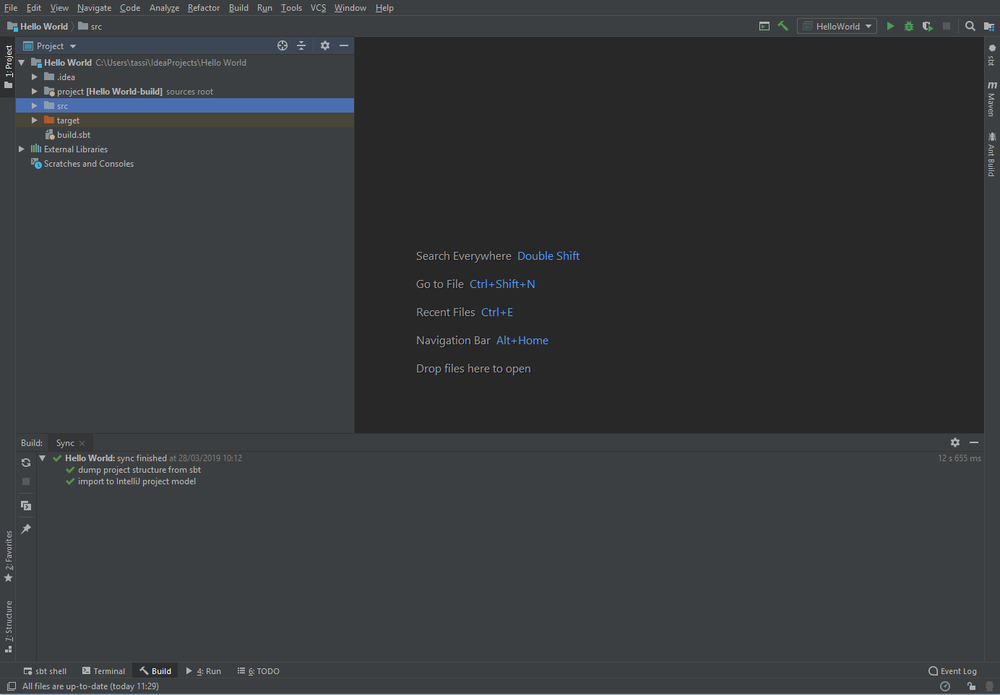 File Edit View Navigate Code Analyze Refactor Build Run Tools VCS Window Help
Hello World src
HelloWorld
1: Project
Project
Hello World C:\Users\tassi\IdeaProjects\Hello World
.idea
project [Hello World-build] sources root
src
target
build.sbt
External Libraries
Scratches and Consoles
sbt
m
Maven
Ant Build
Search Everywhere Double Shift
Go to File Ctrl+Shift+N
Recent Files Ctrl+E
Navigation Bar Alt+Home
Drop files here to open
Build: Sync
Hello World: sync finished at 28/03/2019 10:12 12 s 655 ms
dump project structure from sbt
import to IntelliJ project model
2: Favorites
7: Structure
sbt shell Terminal Build 4: Run 6: TODO Event Log
All files are up-to-date (today 11:29)